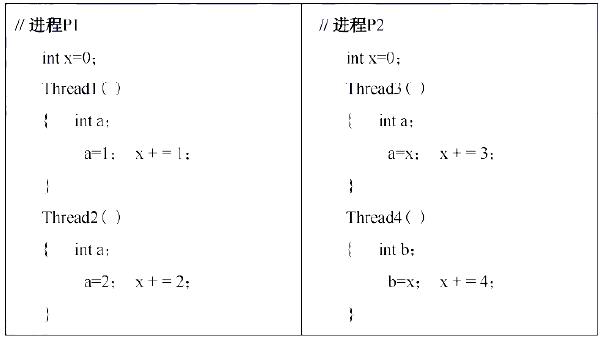 // 进程P1
int x=0;
Thread1( )
{ int a;
a=1; x + = 1;
}
Thread2( )
{ int a;
a=2; x + = 2;
}
// 进程P2
int x=0;
Thread3( )
{ int a;
a=x; x + = 3;
}
Thread4( )
{ int b;
b=x; x + = 4;
}